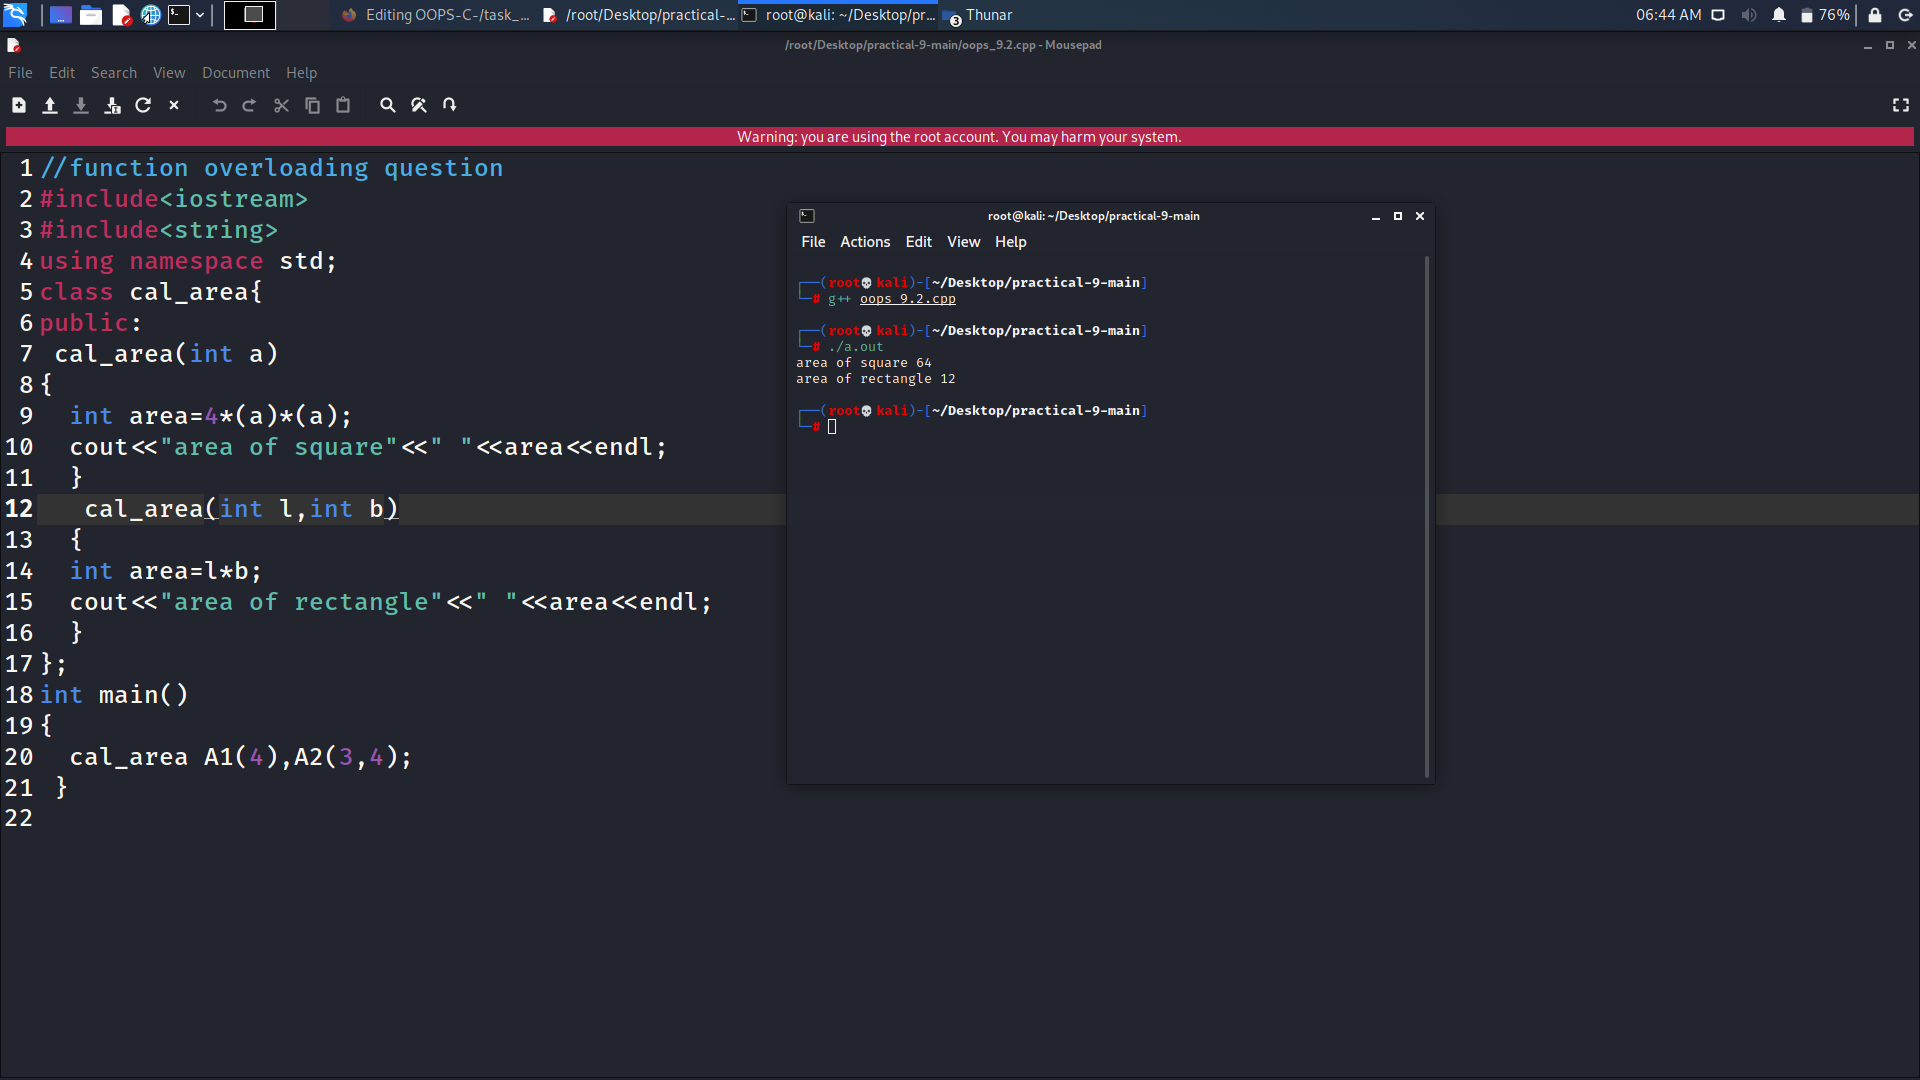 Editing OOPS-C-/task_...
/root/Desktop/practical-...
root@kali: ~/Desktop/pr...
3
Thunar
06:44 AM
76%
/root/Desktop/practical-9-main/oops_9.2.cpp - Mousepad
File Edit Search View Document Help
Warning: you are using the root account. You may harm your system.
1 //function overloading question
2 #include<iostream>
3 #include<string>
4 using namespace std;
5 class cal_area{
6 public:
7  cal_area(int a)
8 {
9   int area=4*(a)*(a);
10   cout<<"area of square"<<" "<<area<<endl;
11   }
12    cal_area(int l,int b)
13   {
14   int area=l*b;
15   cout<<"area of rectangle"<<" "<<area<<endl;
16   }
17 };
18 int main()
19 {
20   cal_area A1(4),A2(3,4);
21  }
22
root@kali: ~/Desktop/practical-9-main
File Actions Edit View Help
┌──(root💀kali)-[~/Desktop/practical-9-main]
└─# g++ oops_9.2.cpp
┌──(root💀kali)-[~/Desktop/practical-9-main]
└─# ./a.out
area of square 64
area of rectangle 12
┌──(root💀kali)-[~/Desktop/practical-9-main]
└─#